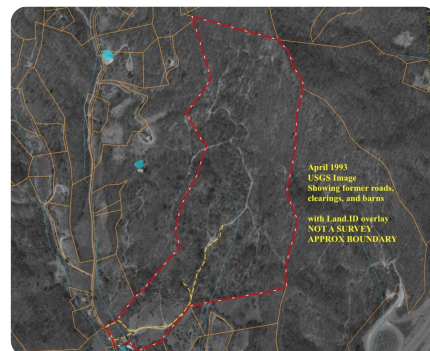 April 1993
USGS Image
Showing former roads,
clearings, and barns
with Land.ID overlay
NOT A SURVEY
APPROX BOUNDARY